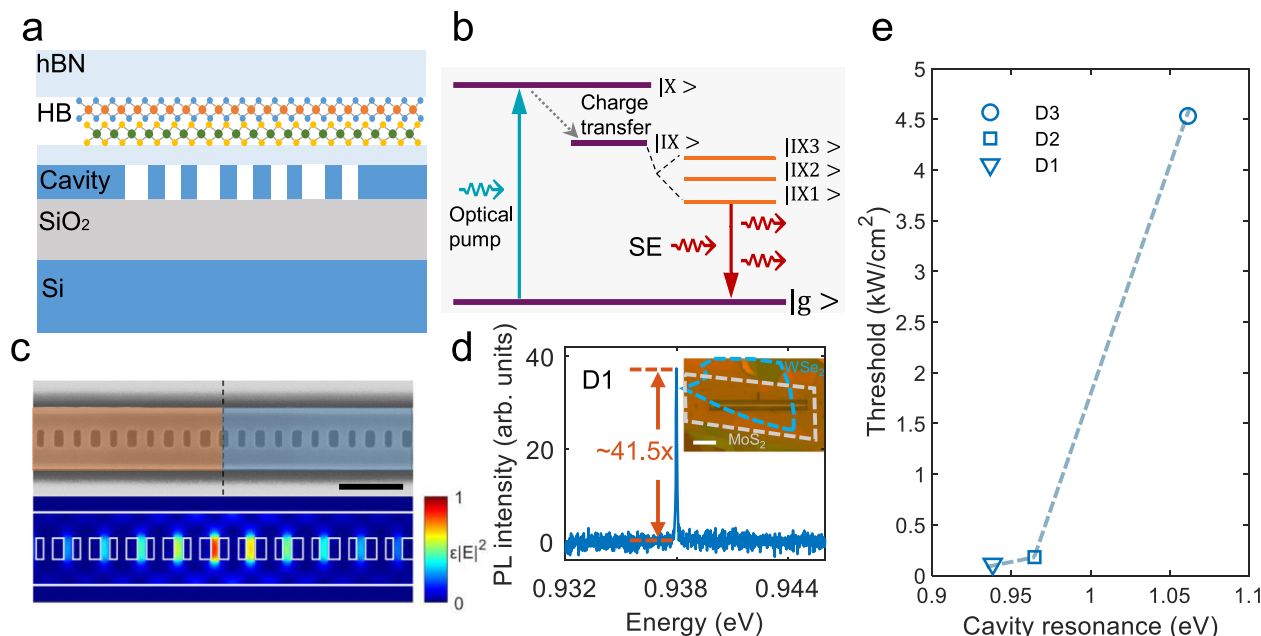 a
hBN
HB
Cavity
SiO₂
Si
b
|X >
Charge
transfer
|IX >
|IX3>
|IX2>
|IX1>
Optical
pump
SE
|g >
c
1
ε|E|²
0
d
PL intensity (arb. units)
40
20
0
D1
~41.5x
WSe₂
MoS₂
0.932
0.938
0.944
Energy (eV)
e
Threshold (kW/cm²)
5
4.5
4
3.5
3
2.5
2
1.5
1
0.5
0
D3
D2
D1
0.9
0.95
1
1.05
1.1
Cavity resonance (eV)